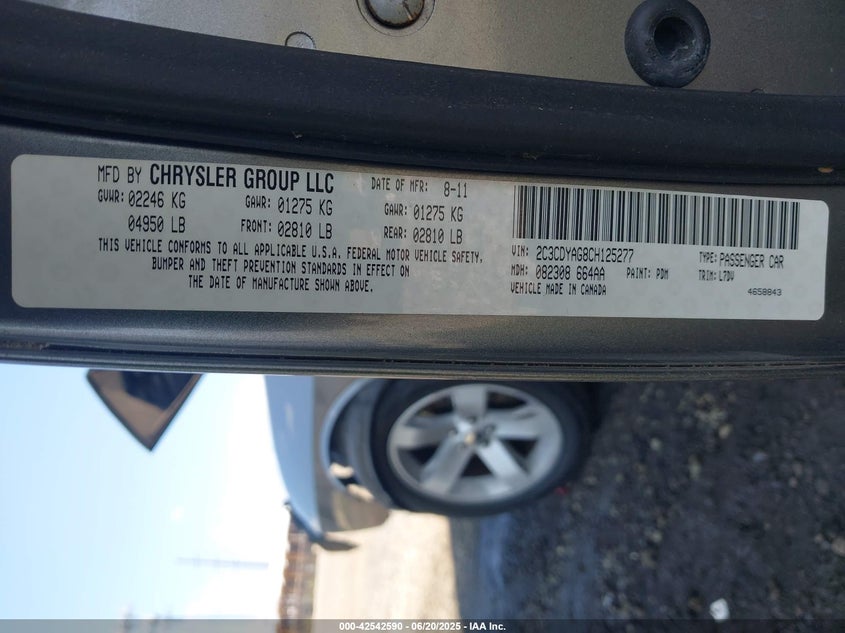 MFD BY CHRYSLER GROUP LLC DATE OF MFR: 8-11
GVWR: 02246 KG GAWR: 01275 KG GAWR: 01275 KG
04950 LB FRONT: 02810 LB REAR: 02810 LB
THIS VEHICLE CONFORMS TO ALL APPLICABLE U.S.A. FEDERAL MOTOR VEHICLE SAFETY,
BUMPER AND THEFT PREVENTION STANDARDS IN EFFECT ON
THE DATE OF MANUFACTURE SHOWN ABOVE.
VIN: 2C3CDYAG8CH125277 TYPE: PASSENGER CAR
MDH: 082308 664AA PAINT: PDM TRIM: L7DV
VEHICLE MADE IN CANADA 4658843
000-42542590 - 06/20/2025 - IAA Inc.